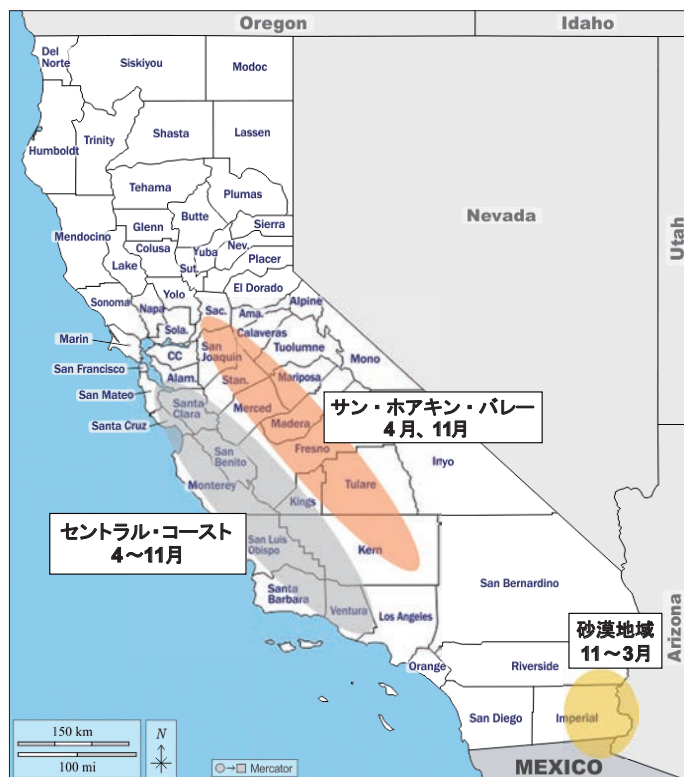 Oregon
Idaho
Del
Norte
Siskiyou
Modoc
Utah
Humboldt
Trinity
Shasta
Lassen
Tehama
Plumas
Nevada
Mendocino
Glenn
Butte
Sierra
Colusa
Yuba
Nev.
Placer
Lake
Sut.
El Dorado
Sonoma
Napa
Yolo
Sac.
Ama.
Alpine
Sola.
Calaveras
Marin
CC
San
Joaquin
Tuolumne
Mono
San Francisco
Alam.
Stan.
Mariposa
San Mateo
Santa
Clara
Merced
Madera
サン・ホアキン・バレー
4月、11月
Santa Cruz
San
Benito
Fresno
Inyo
Monterey
Kings
Tulare
セントラル・コースト
4~11月
San Luis
Obispo
Kern
San Bernardino
Santa
Barbara
Ventura
Los Angeles
Arizona
砂漠地域
11~3月
Orange
Riverside
San Diego
Imperial
150 km
100 mi
N
Mercator
MEXICO